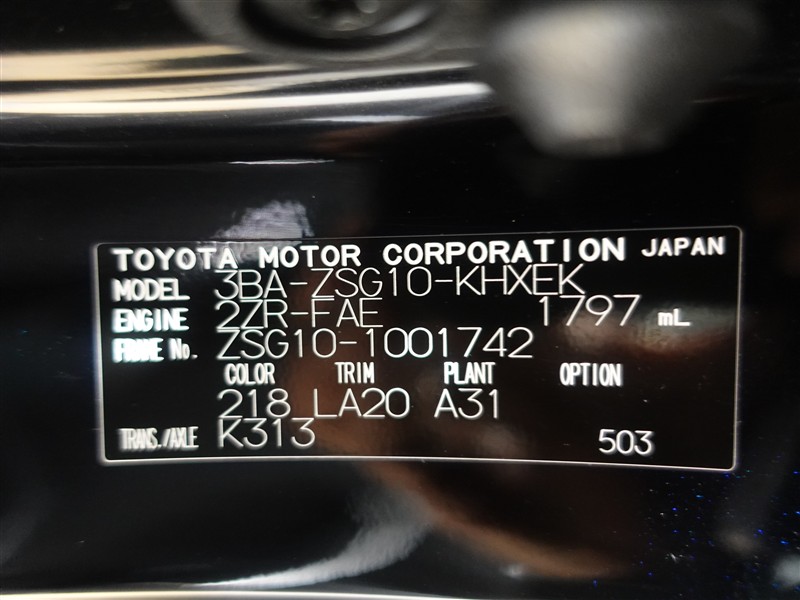 TOYOTA MOTOR CORPORATION JAPAN
MODEL 3BA-ZSG10-KHXEK
ENGINE 2ZR-FAE 1797 mL
FRAME No. ZSG10-1001742
COLOR TRIM PLANT OPTION
218 LA20 A31
TRANS./AXLE K313 503